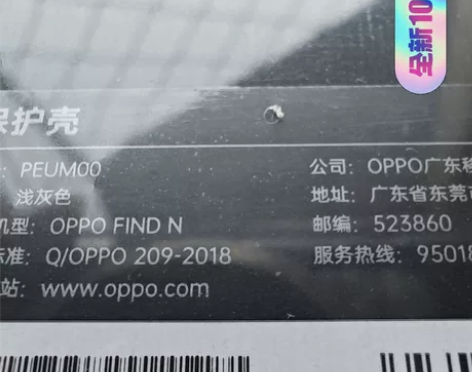 全新10
保护壳
: PEUM00
浅灰色
机型: OPPO FIND N
标准: Q/OPPO 209-2018
站: www.oppo.com
公司: OPPO广东移
地址: 广东省东莞市
邮编: 523860
服务热线: 95018